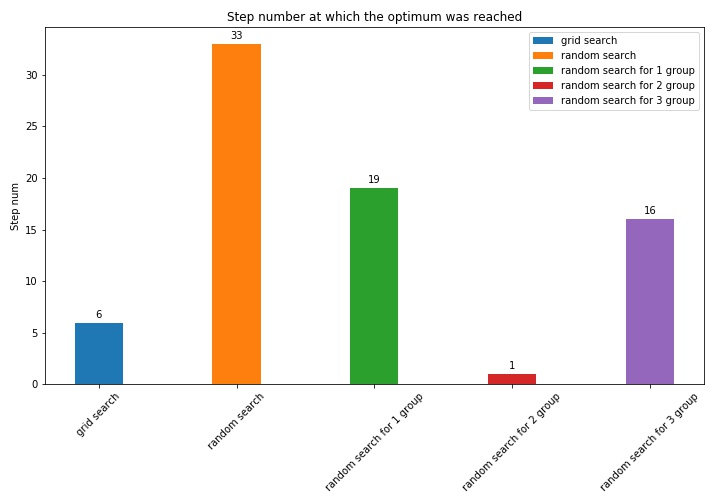 Step number at which the optimum was reached
grid search
random search
random search for 1 group
random search for 2 group
random search for 3 group
Step num
30
25
20
15
10
5
0
6
33
19
1
16
grid search
random search
random search for 1 group
random search for 2 group
random search for 3 group